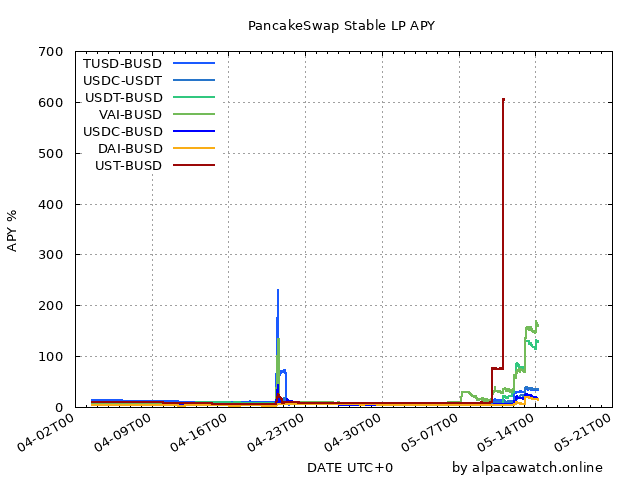 PancakeSwap Stable LP APY
700
600
500
400
300
200
100
0
APY %
TUSD-BUSD
USDC-USDT
USDT-BUSD
VAI-BUSD
USDC-BUSD
DAI-BUSD
UST-BUSD
04-02T00
04-09T00
04-16T00
04-23T00
04-30T00
05-07T00
05-14T00
05-21T00
DATE UTC+0
by alpacawatch.online